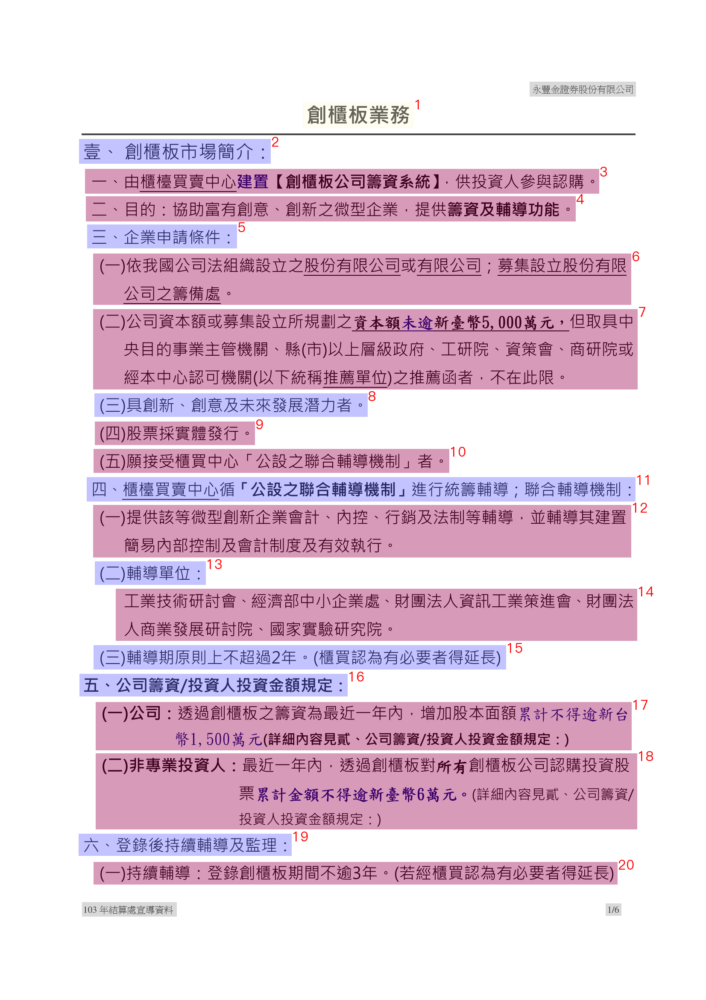 永豐金證券股份有限公司
創櫃板業務 1
壹、 創櫃板市場簡介： 2
一、由櫃檯買賣中心建置【創櫃板公司籌資系統】，供投資人參與認購。 3
二、目的：協助富有創意、創新之微型企業，提供籌資及輔導功能。 4
三、企業申請條件： 5
(一)依我國公司法組織設立之股份有限公司或有限公司；募集設立股份有限 6
公司之籌備處。
(二)公司資本額或募集設立所規劃之資本額未逾新臺幣5,000萬元，但取具中 7
央目的事業主管機關、縣(市)以上層級政府、工研院、資策會、商研院或
經本中心認可機關(以下統稱推薦單位)之推薦函者，不在此限。
(三)具創新、創意及未來發展潛力者。 8
(四)股票採實體發行。 9
(五)願接受櫃買中心「公設之聯合輔導機制」者。 10
四、櫃檯買賣中心循「公設之聯合輔導機制」進行統籌輔導；聯合輔導機制： 11
(一)提供該等微型創新企業會計、內控、行銷及法制等輔導，並輔導其建置 12
簡易內部控制及會計制度及有效執行。
(二)輔導單位： 13
工業技術研討會、經濟部中小企業處、財團法人資訊工業策進會、財團法 14
人商業發展研討院、國家實驗研究院。
(三)輔導期原則上不超過2年。(櫃買認為有必要者得延長) 15
五、公司籌資/投資人投資金額規定： 16
(一)公司：透過創櫃板之籌資為最近一年內，增加股本面額累計不得逾新台 17
幣1,500萬元(詳細內容見貳、公司籌資/投資人投資金額規定：)
(二)非專業投資人：最近一年內，透過創櫃板對所有創櫃板公司認購投資股 18
票累計金額不得逾新臺幣6萬元。(詳細內容見貳、公司籌資/
投資人投資金額規定：)
六、登錄後持續輔導及監理： 19
(一)持續輔導：登錄創櫃板期間不逾3年。(若經櫃買認為有必要者得延長) 20
103 年結算處宣導資料
1/6